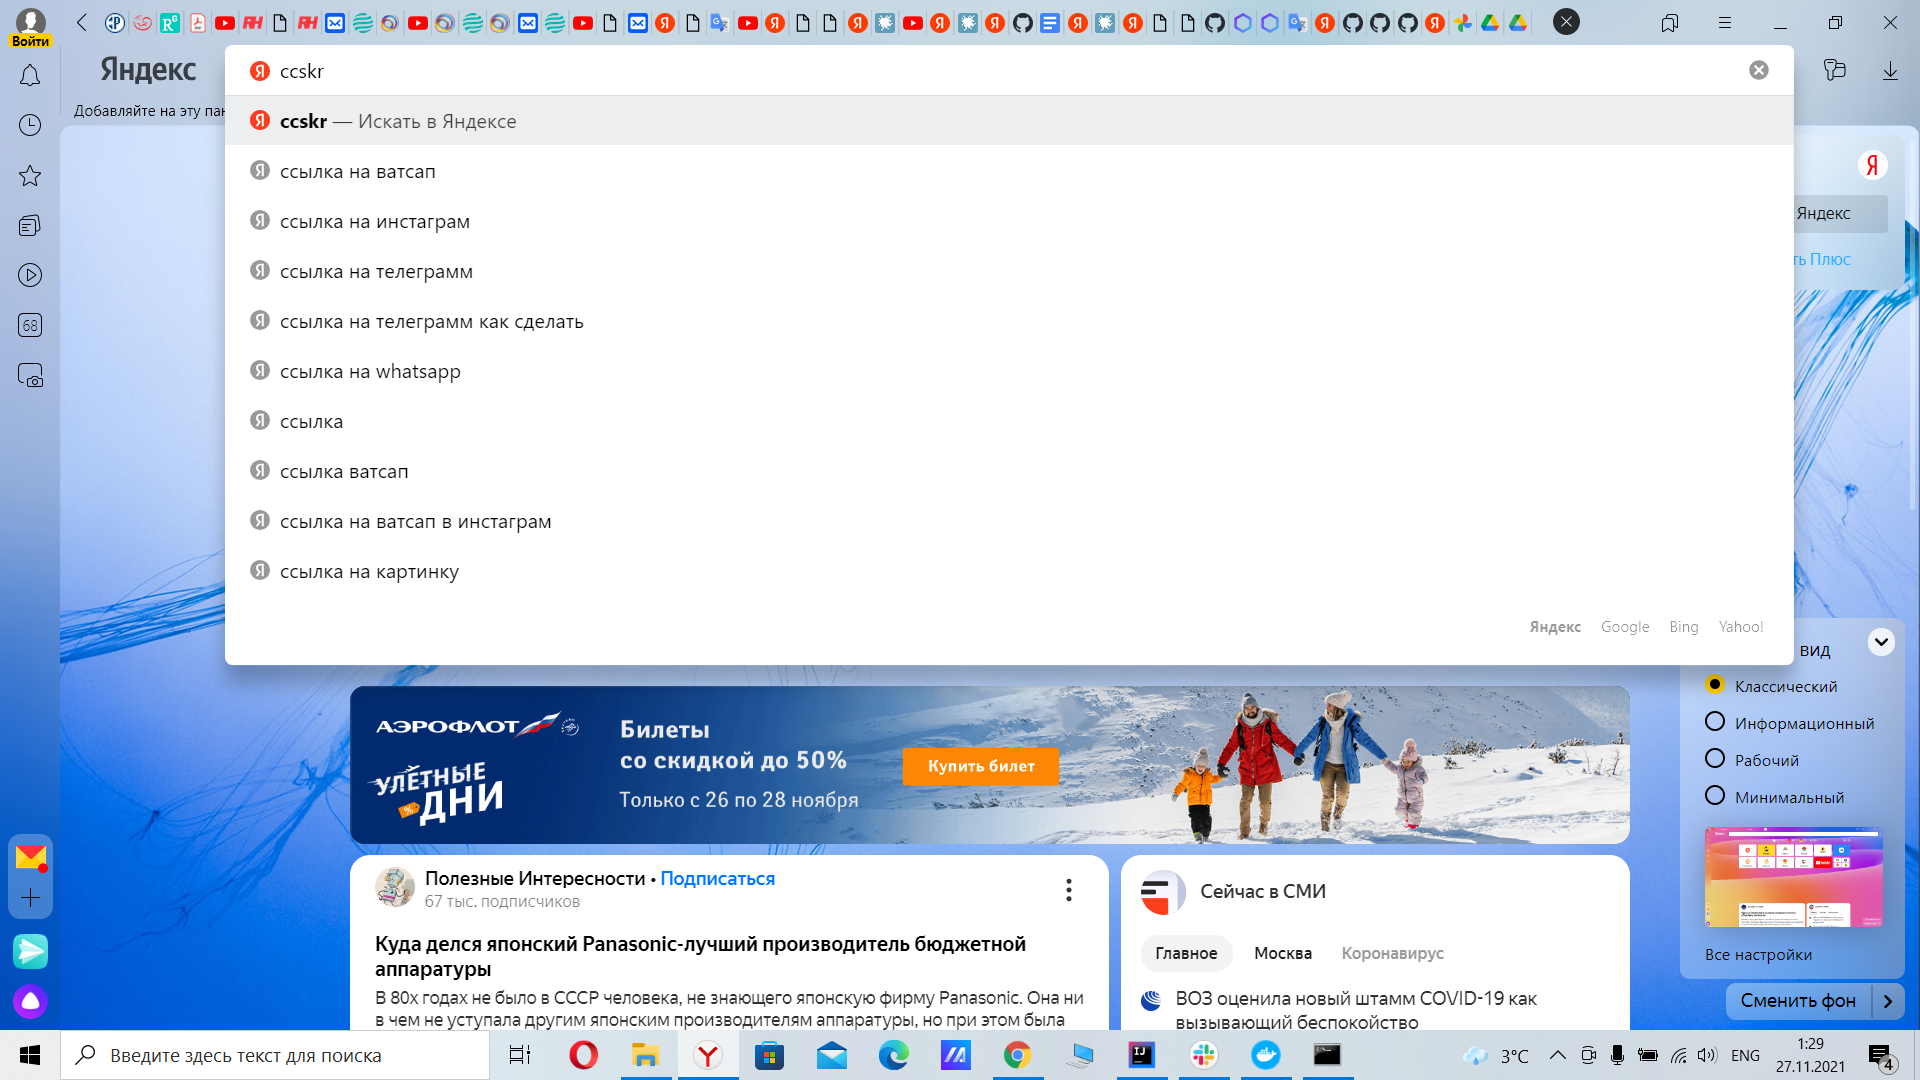 Войти
Яндекс
ccskr
Добавляйте на эту пан
ccskr — Искать в Яндексе
ссылка на ватсап
ссылка на инстаграм
ссылка на телеграмм
ссылка на телеграмм как сделать
ссылка на whatsapp
ссылка
ссылка ватсап
ссылка на ватсап в инстаграм
ссылка на картинку
Яндекс Google Bing Yahoo!
68
Яндекс
ть Плюс
вид
Классический
Информационный
Рабочий
Минимальный
Все настройки
Сменить фон
АЭРОФЛОТ
УЛЁТНЫЕ
ДНИ
Билеты
со скидкой до 50%
Только с 26 по 28 ноября
Купить билет
Полезные Интересности • Подписаться
67 тыс. подписчиков
Куда делся японский Panasonic-лучший производитель бюджетной
аппаратуры
В 80х годах не было в СССР человека, не знающего японскую фирму Panasonic. Она ни
в чем не уступала другим японским производителям аппаратуры, но при этом была
Сейчас в СМИ
Главное Москва Коронавирус
ВОЗ оценила новый штамм COVID-19 как
вызывающий беспокойство
Введите здесь текст для поиска
3°C
ENG
1:29
27.11.2021
4